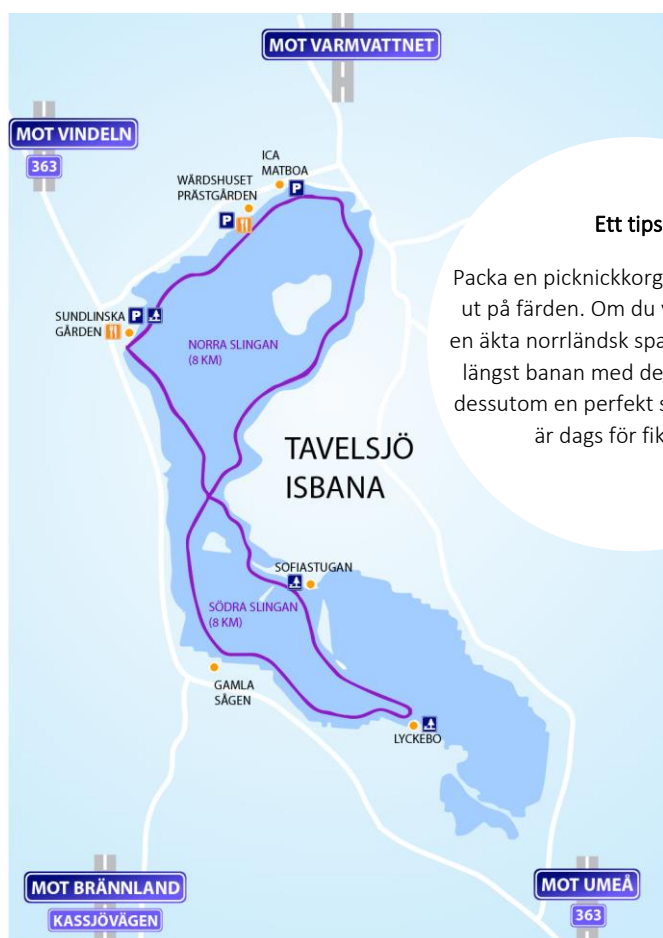 MOT VARMVATTNET
MOT VINDELN
363
ICA
MATBOA
P
WÄRDSHUSET
PRÄSTGÅRDEN
P
Ett tips
Packa en picknickkorg
ut på färden. Om du v
en äkta norrländsk spa
längst banan med de
dessutom en perfekt s
är dags för fik
SUNDLINSKA
GÅRDEN
P
NORRA SLINGAN
(8 KM)
TAVELSJÖ
ISBANA
SOFIASTUGAN
SÖDRA SLINGAN
(8 KM)
GAMLA
SÅGEN
LYCKEBO
MOT BRÄNNLAND
KASSJÖVÄGEN
MOT UMEÅ
363